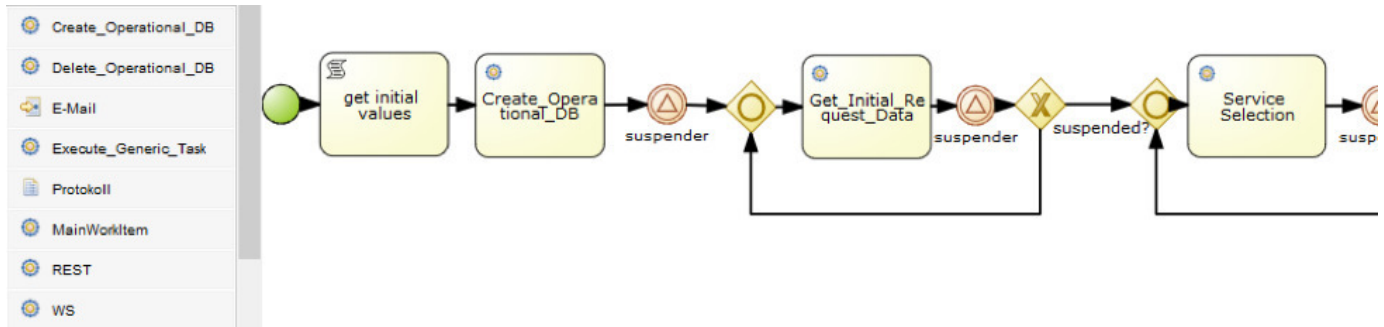 Create_Operational_DB
Delete_Operational_DB
E-Mail
Execute_Generic_Task
Protokoll
MainWorkItem
REST
WS
get initial
values
Create_Opera
tional_DB
suspender
Get_Initial_Re
quest_Data
suspender
suspended?
Service
Selection
susp